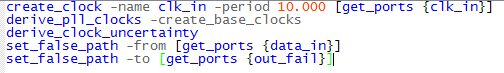 create_clock -name clk_in -period 10.000 [get_ports {clk_in}]
derive_pll_clocks -create_base_clocks
derive_clock_uncertainty
set_false_path -from [get_ports {data_in}]
set_false_path -to [get_ports {out_fail}]